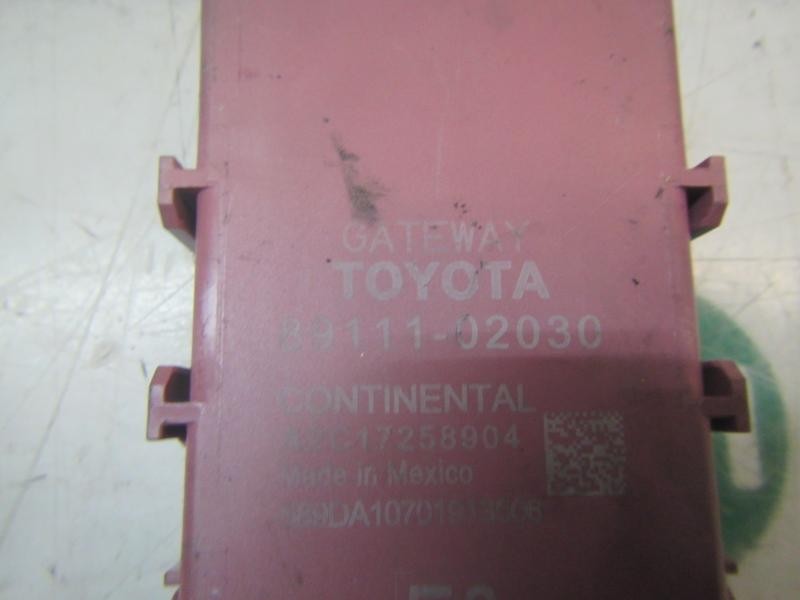 GATEWAY
TOYOTA
89111-02030
CONTINENTAL
A2C17258904
Made in Mexico